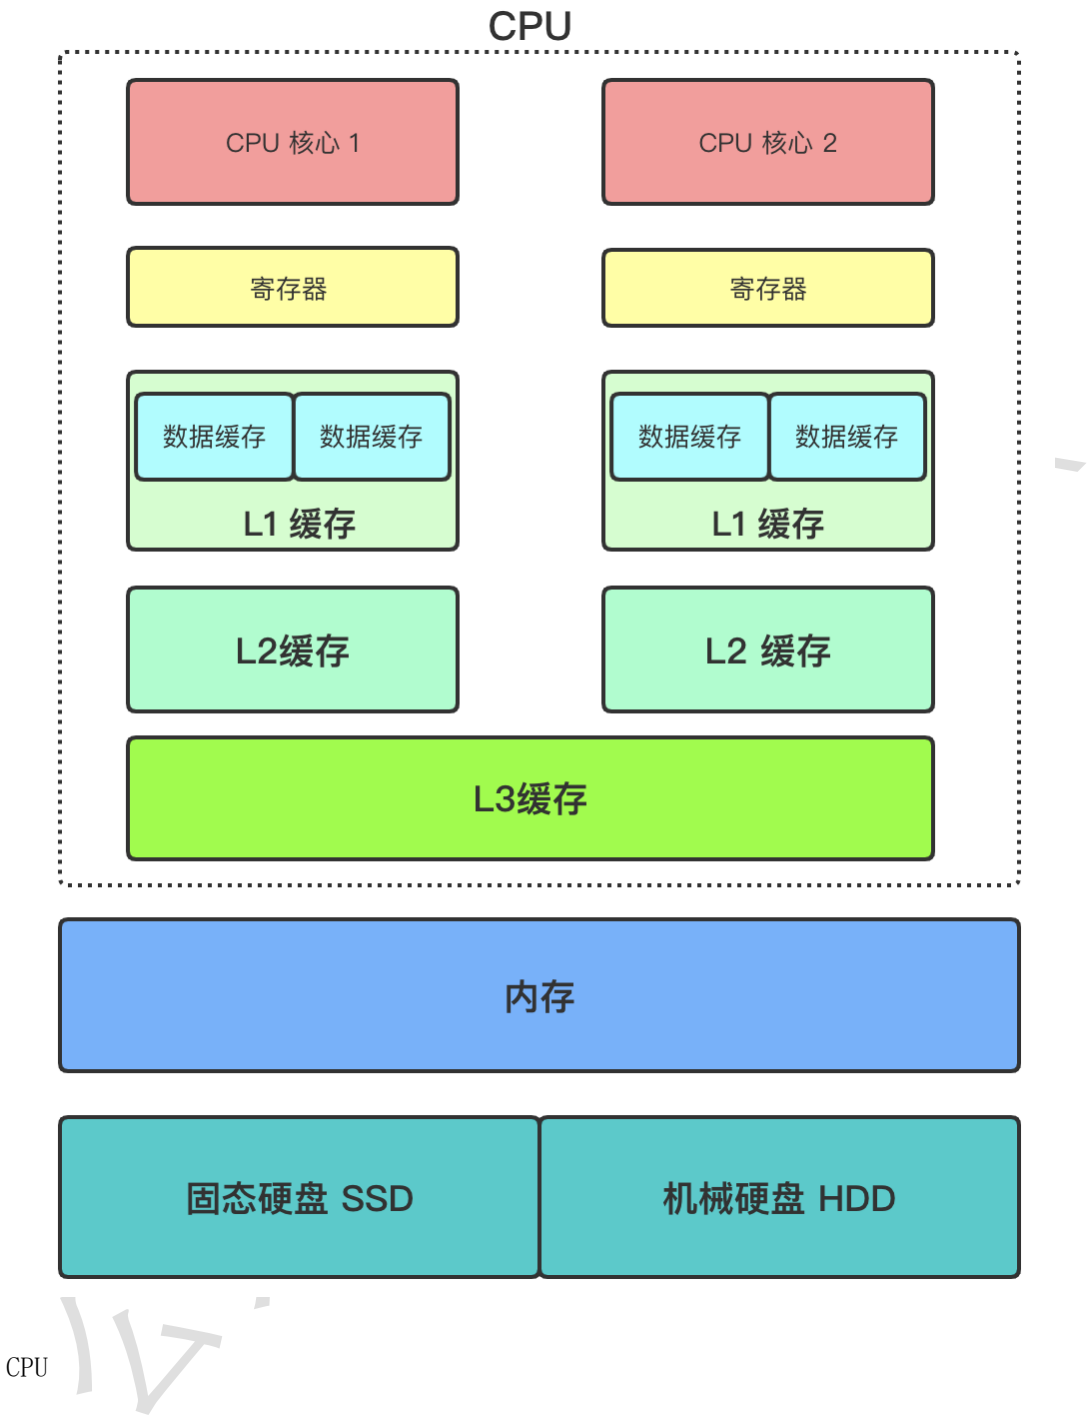 CPU
CPU 核心 1
CPU 核心 2
寄存器
寄存器
数据缓存 数据缓存
数据缓存 数据缓存
L1 缓存
L1 缓存
L2缓存
L2 缓存
L3缓存
内存
固态硬盘 SSD
机械硬盘 HDD
CPU